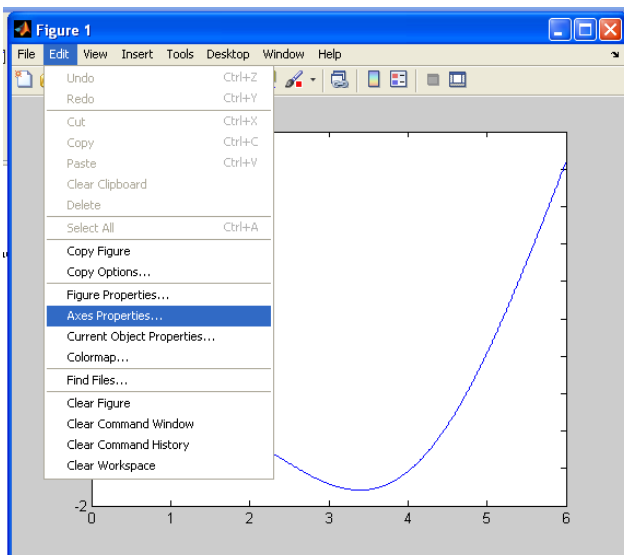 Figure 1
File Edit View Insert Tools Desktop Window Help
Undo Ctrl+Z
Redo Ctrl+Y
Cut Ctrl+X
Copy Ctrl+C
Paste Ctrl+V
Clear Clipboard
Delete
Select All Ctrl+A
Copy Figure
Copy Options...
Figure Properties...
Axes Properties...
Current Object Properties...
Colormap...
Find Files...
Clear Figure
Clear Command Window
Clear Command History
Clear Workspace
-2
0 1 2 3 4 5 6